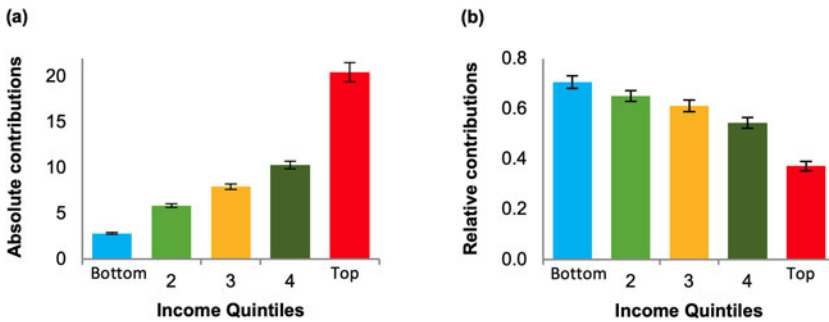 (a)
Absolute contributions
20
15
10
5
0
Bottom 2 3 4 Top
Income Quintiles
(b)
Relative contributions
0.8
0.6
0.4
0.2
0.0
Bottom 2 3 4 Top
Income Quintiles